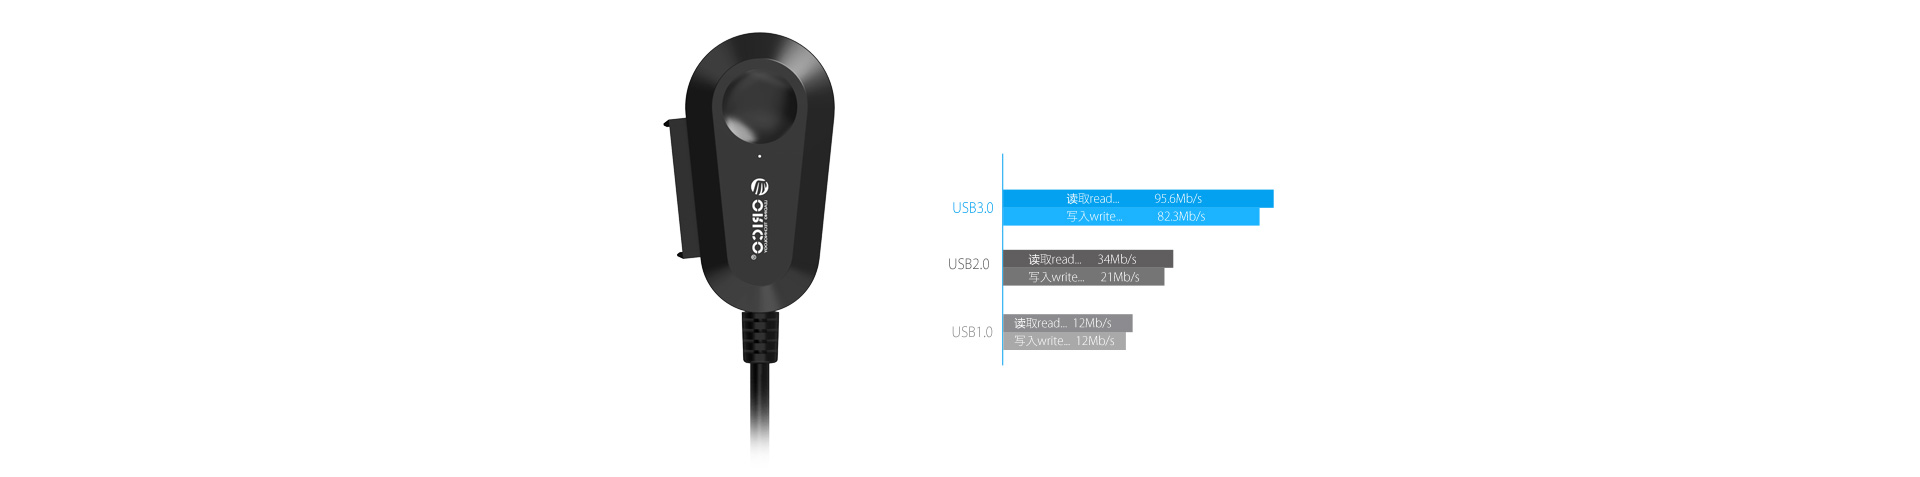 ORICO
USB3.0
读取read... 95.6Mb/s
写入write... 82.3Mb/s
USB2.0
读取read... 34Mb/s
写入write... 21Mb/s
USB1.0
读取read... 12Mb/s
写入write... 12Mb/s